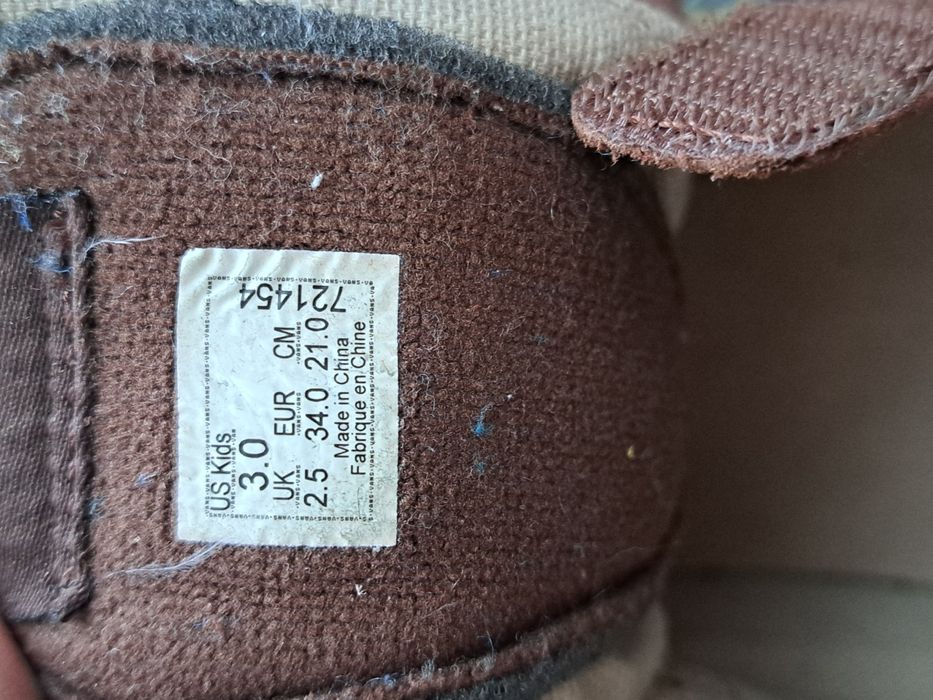 US Kids
3.0
UK EUR CM
2.5 34.0 21.0
Made in China
Fabrique en Chine
721454